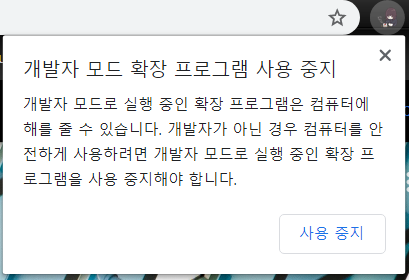 개발자 모드 확장 프로그램 사용 중지
개발자 모드로 실행 중인 확장 프로그램은 컴퓨터에
해를 줄 수 있습니다. 개발자가 아닌 경우 컴퓨터를 안
전하게 사용하려면 개발자 모드로 실행 중인 확장 프
로그램을 사용 중지해야 합니다.
사용 중지